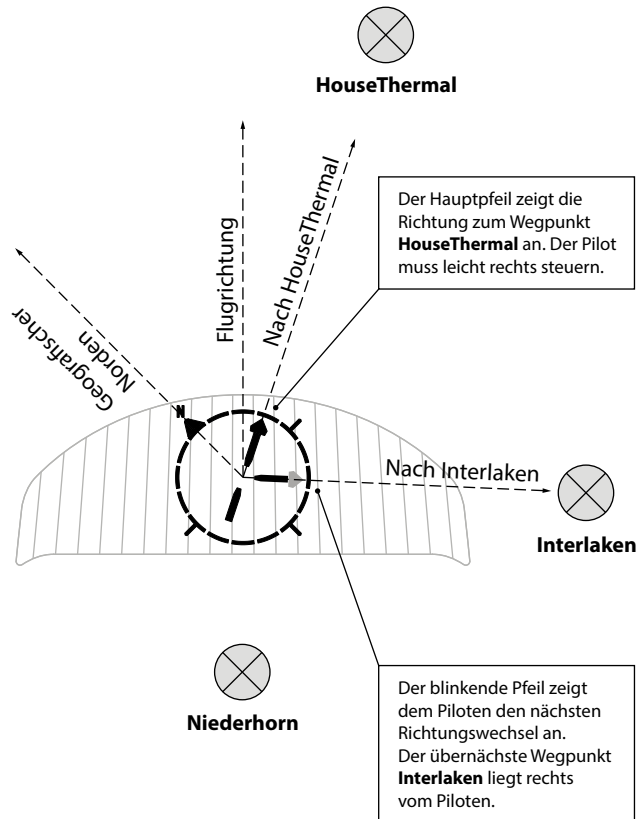 HouseThermal
Flugrichtung
Nach HouseThermal
Der Hauptpfeil zeigt die
Richtung zum Wegpunkt
HouseThermal an. Der Pilot
muss leicht rechts steuern.
Geografischer
Norden
N
Nach Interlaken
Interlaken
Niederhorn
Der blinkende Pfeil zeigt
dem Piloten den nächsten
Richtungswechsel an.
Der übernächste Wegpunkt
Interlaken liegt rechts
vom Piloten.